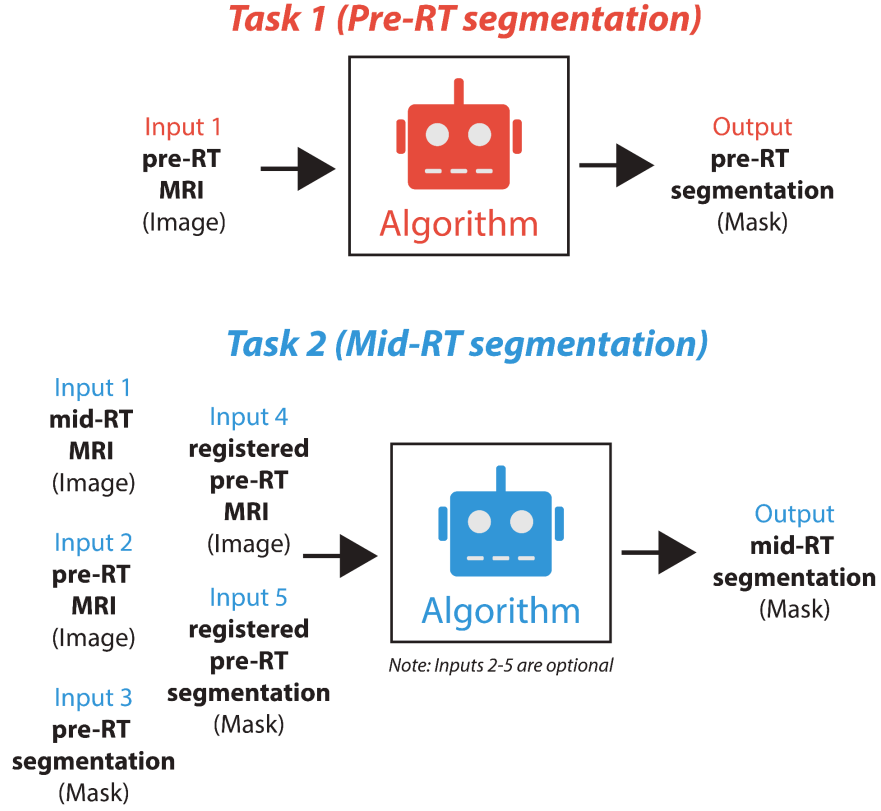 Task 1 (Pre-RT segmentation)
Input 1
pre-RT
MRI
(Image)
Algorithm
Output
pre-RT
segmentation
(Mask)
Task 2 (Mid-RT segmentation)
Input 1
mid-RT
MRI
(Image)
Input 2
pre-RT
MRI
(Image)
Input 3
pre-RT
segmentation
(Mask)
Input 4
registered
pre-RT
MRI
(Image)
Input 5
registered
pre-RT
segmentation
(Mask)
Algorithm
Note: Inputs 2-5 are optional
Output
mid-RT
segmentation
(Mask)